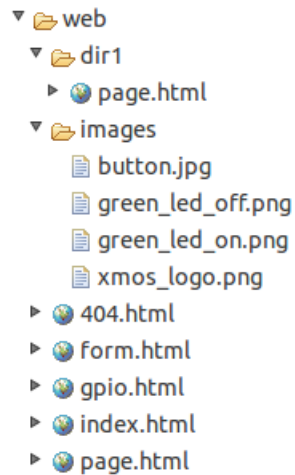 web
dir1
page.html
images
button.jpg
green_led_off.png
green_led_on.png
xmos_logo.png
404.html
form.html
gpio.html
index.html
page.html